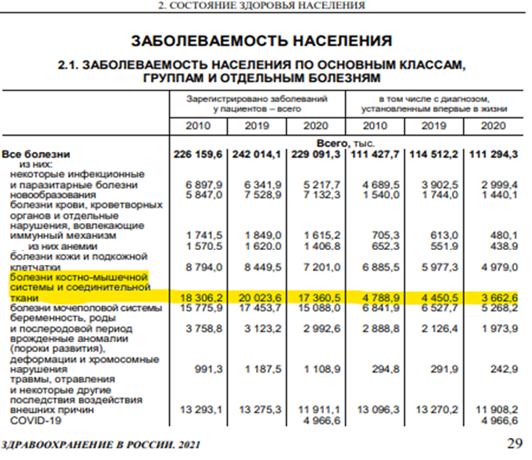 2. СОСТОЯНИЕ ЗДОРОВЬЯ НАСЕЛЕНИЯ
ЗАБОЛЕВАЕМОСТЬ НАСЕЛЕНИЯ
2.1. ЗАБОЛЕВАЕМОСТЬ НАСЕЛЕНИЯ ПО ОСНОВНЫМ КЛАССАМ,
ГРУППАМ И ОТДЕЛЬНЫМ БОЛЕЗНЯМ
Зарегистрировано заболеваний у пациентов – всего
в том числе с диагнозом, установленным впервые в жизни
2010 2019 2020 2010 2019 2020
Всего, тыс.
Все болезни 226 159,6 242 014,1 229 091,3 111 427,7 114 512,2 111 294,3
из них:
некоторые инфекционные
и паразитарные болезни 6 897,9 6 341,9 5 217,7 4 689,5 3 902,5 2 999,4
новообразования 5 847,0 7 528,9 7 132,3 1 540,0 1 744,0 1 440,1
болезни крови, кроветворных
органов и отдельные
нарушения, вовлекающие
иммунный механизм 1 741,5 1 849,0 1 615,2 705,3 613,0 480,1
из них анемии 1 570.5 1 620.0 1 406.8 652.3 551.9 438.9
болезни кожи и подкожной
клетчатки 8 794,0 8 449,5 7 201,0 6 885,5 5 977,3 4 979,0
болезни костно-мышечной
системы и соединительной
ткани 18 306,2 20 023,6 17 360,5 4 788,9 4 450,5 3 662,6
болезни мочеполовой системы 15 775,9 17 453,7 15 088,0 6 841,9 6 527,7 5 268,2
беременность, роды
и послеродовой период 3 758,8 3 123,2 2 992,6 2 888,8 2 126,4 1 973,9
врожденные аномалии
(пороки развития),
деформации и хромосомные
нарушения 991,3 1 187,5 1 108,9 294,8 291,9 242,9
травмы, отравления
и некоторые другие
последствия воздействия
внешних причин 13 293,1 13 275,3 11 911,1 13 096,3 13 270,2 11 908,2
COVID-19 4 966,6 4 966,6
ЗДРАВООХРАНЕНИЕ В РОССИИ. 2021 29